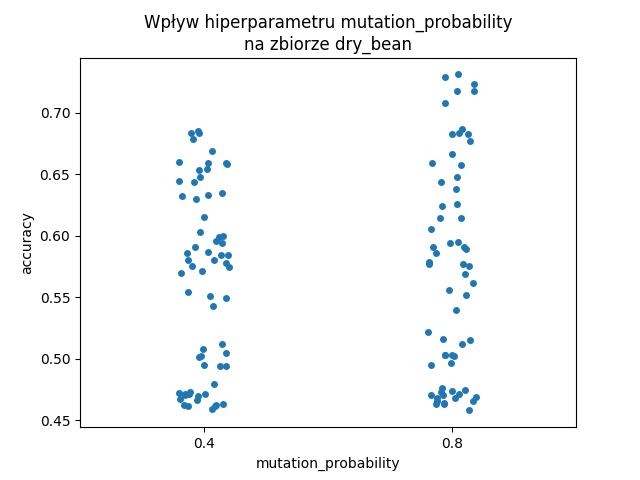 Wpływ hiperparametru mutation_probability
na zbiorze dry_bean
0.70
0.65
0.60
0.55
0.50
0.45
accuracy
0.4
0.8
mutation_probability